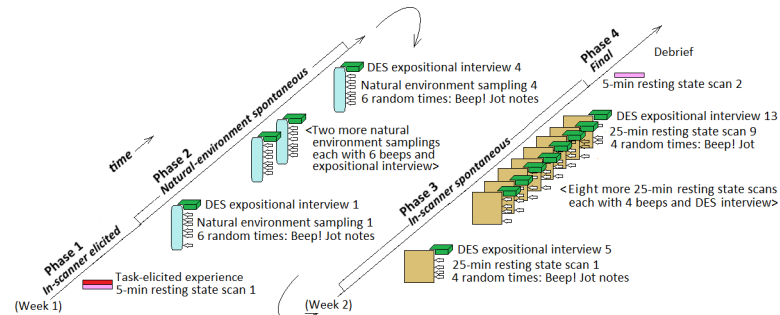 Phase 1
In-scanner elicited
(Week 1)
Task-elicited experience
5-min resting state scan 1
time
Phase 2
Natural-environment spontaneous
DES expositional interview 1
Natural environment sampling 1
6 random times: Beep! Jot notes
<Two more natural
environment samplings
each with 6 beeps and
expositional interview>
DES expositional interview 4
Natural environment sampling 4
6 random times: Beep! Jot notes
(Week 2)
Phase 3
In-scanner spontaneous
DES expositional interview 5
25-min resting state scan 1
4 random times: Beep! Jot notes
<Eight more 25-min resting state scans
each with 4 beeps and DES interview>
DES expositional interview 13
25-min resting state scan 9
4 random times: Beep! Jot
Phase 4
Final
Debrief
5-min resting state scan 2